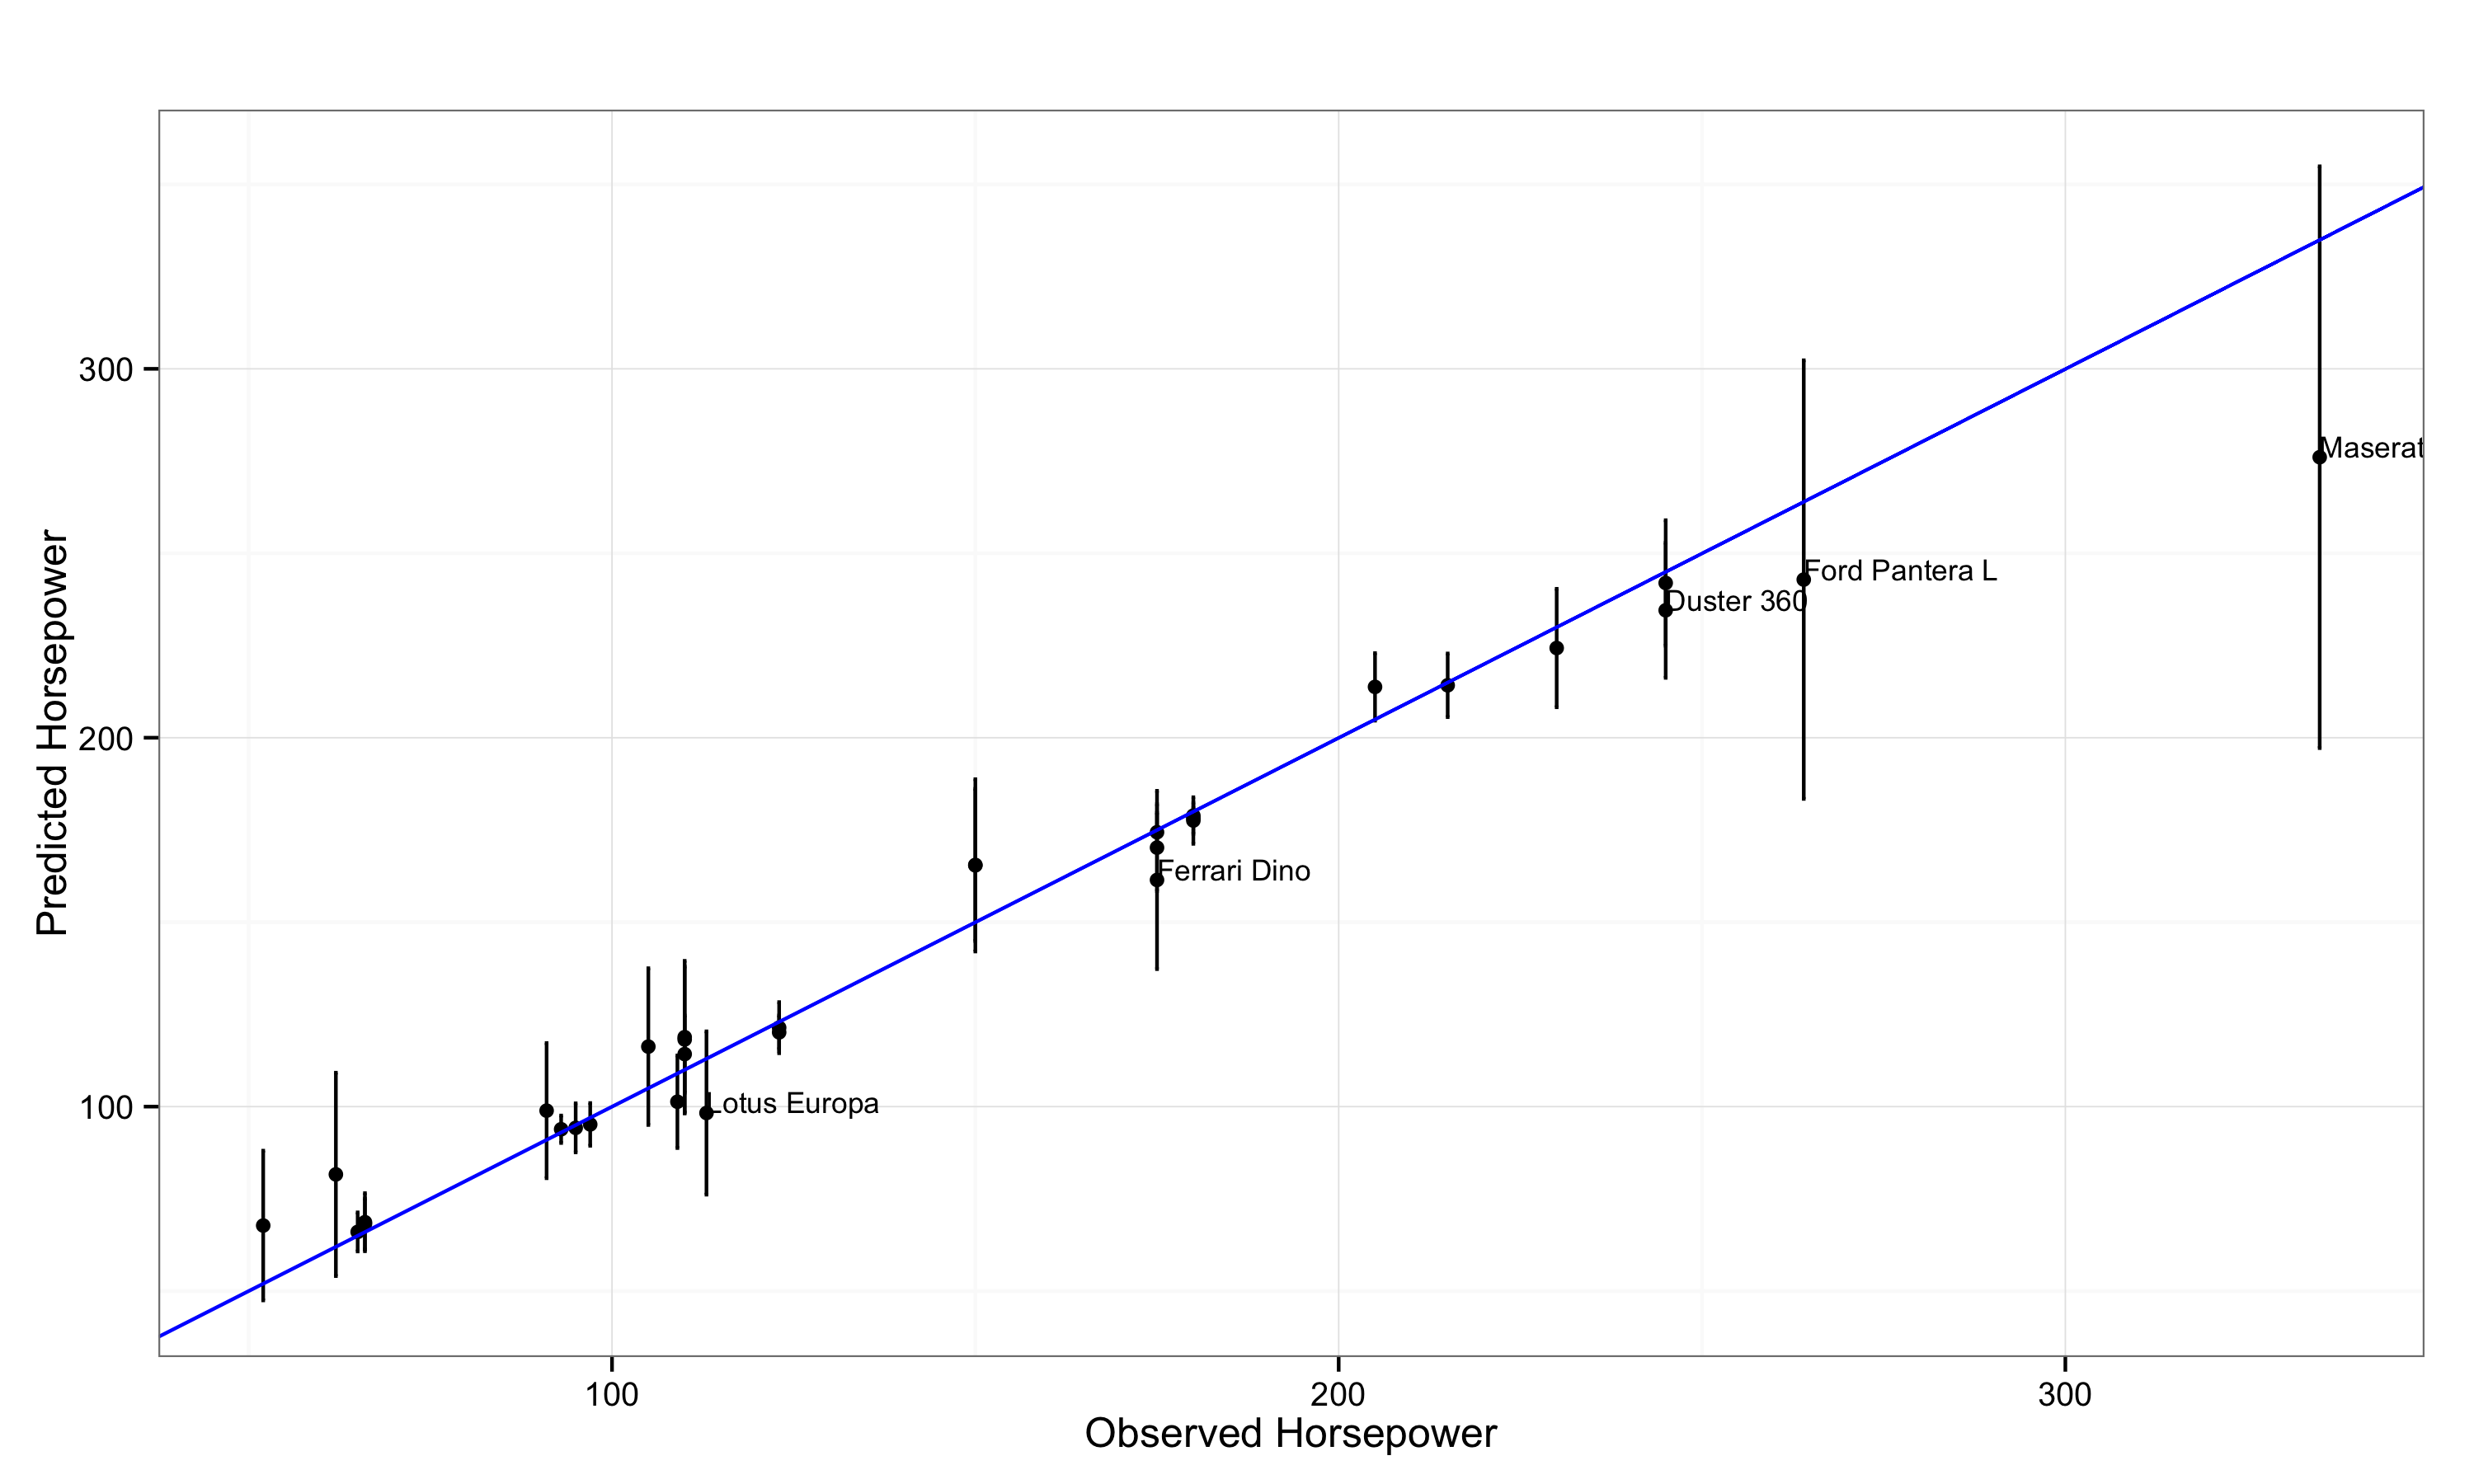 Predicted Horsepower
300
200
100
Maserat
Ford Pantera L
Duster 360
Ferrari Dino
Lotus Europa
100
200
300
Observed Horsepower